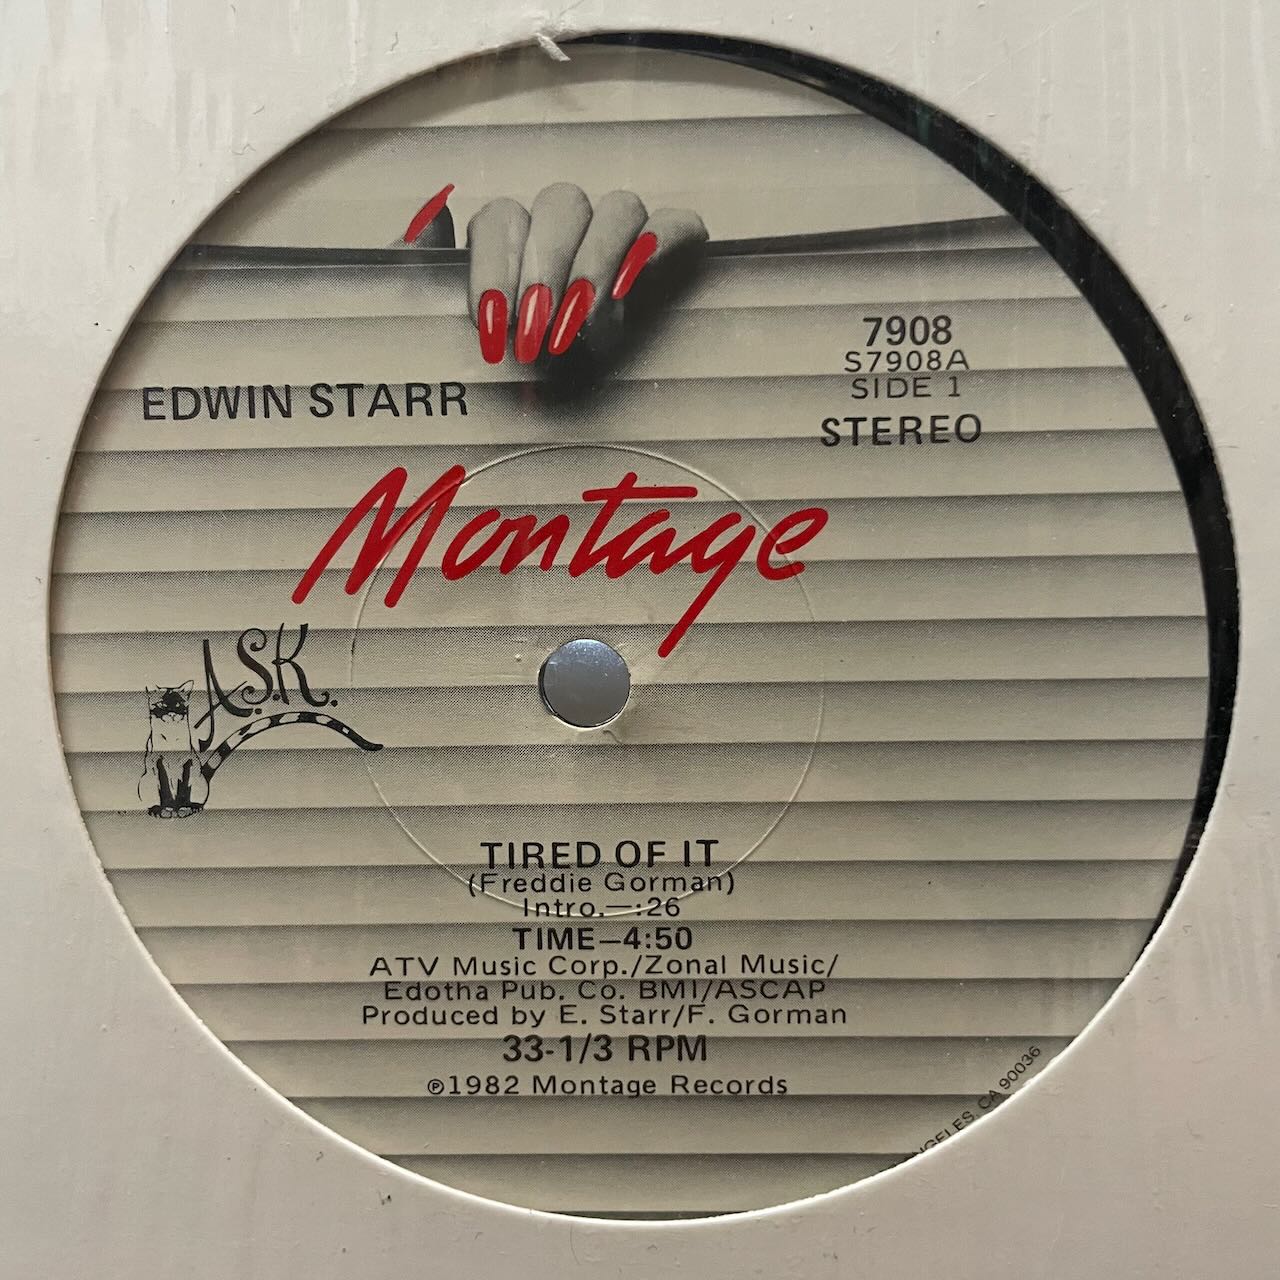 EDWIN STARR
7908
S7908A
SIDE 1
STEREO
Montage
A.S.K.
TIRED OF IT
(Freddie Gorman)
Intro.—:26
TIME—4:50
ATV Music Corp./Zonal Music/
Edotha Pub. Co. BMI/ASCAP
Produced by E. Starr/F. Gorman
33-1/3 RPM
℗1982 Montage Records
CA 90036